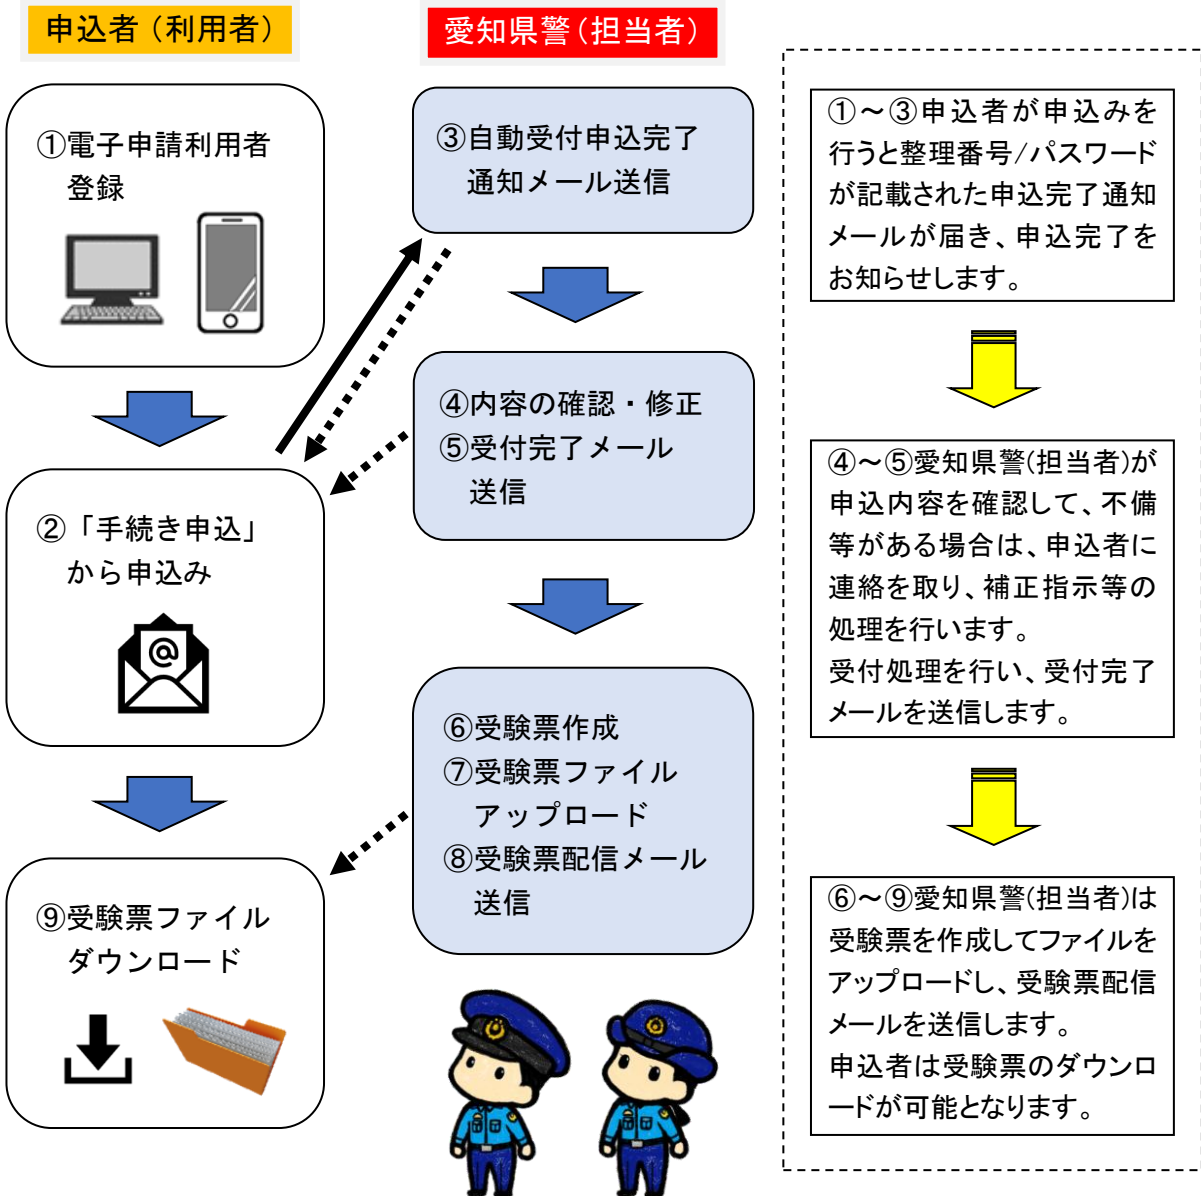 申込者（利用者）
愛知県警(担当者)
①電子申請利用者
登録
②「手続き申込」
から申込み
@
⑨受験票ファイル
ダウンロード
③自動受付申込完了
通知メール送信
④内容の確認・修正
⑤受付完了メール
送信
⑥受験票作成
⑦受験票ファイル
アップロード
⑧受験票配信メール
送信
①～③申込者が申込みを
行うと整理番号/パスワード
が記載された申込完了通知
メールが届き、申込完了を
お知らせします。
④～⑤愛知県警(担当者)が
申込内容を確認して、不備
等がある場合は、申込者に
連絡を取り、補正指示等の
処理を行います。
受付処理を行い、受付完了
メールを送信します。
⑥～⑨愛知県警(担当者)は
受験票を作成してファイルを
アップロードし、受験票配信
メールを送信します。
申込者は受験票のダウンロ
ードが可能となります。